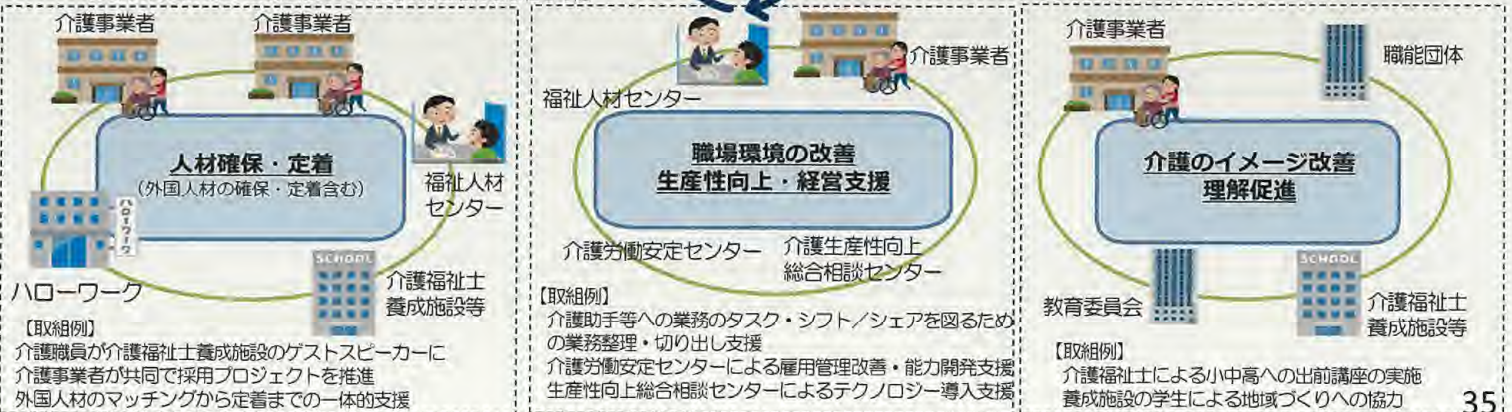 介護事業者
介護事業者
人材確保・定着
(外国人材の確保・定着含む)
福祉人材
センター
ハローワーク
ハローワーク
SCHOOL
介護福祉士
養成施設等
【取組例】
介護職員が介護福祉士養成施設のゲストスピーカーに
介護事業者が共同で採用プロジェクトを推進
外国人材のマッチングから定着までの一体的支援
介護事業者
福祉人材センター
職場環境の改善
生産性向上・経営支援
介護労働安定センター
介護生産性向上
総合相談センター
【取組例】
介護助手等への業務のタスク・シフト／シェアを図るため
の業務整理・切り出し支援
介護労働安定センターによる雇用管理改善・能力開発支援
生産性向上総合相談センターによるテクノロジー導入支援
介護事業者
職能団体
介護のイメージ改善
理解促進
SCHOOL
教育委員会
介護福祉士
養成施設等
【取組例】
介護福祉士による小中高への出前講座の実施
養成施設の学生による地域づくりへの協力
35